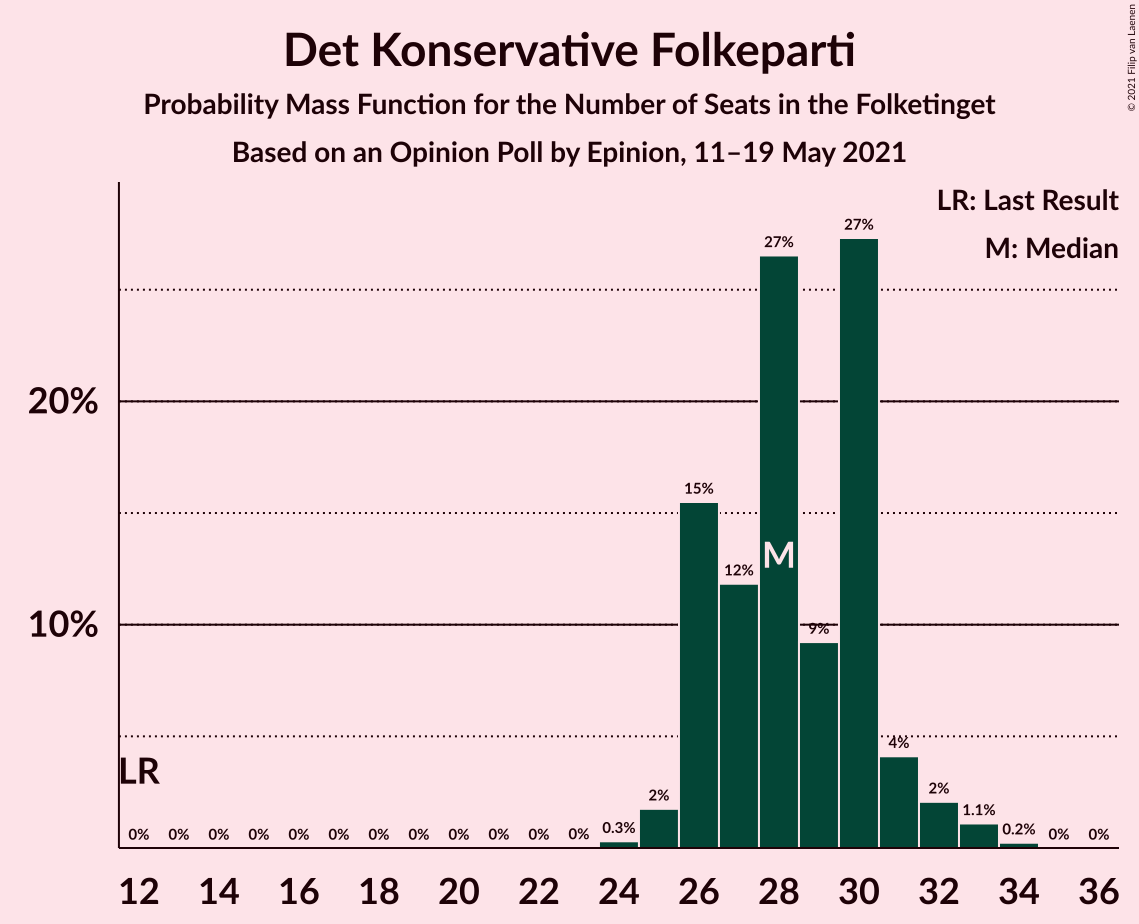 Det Konservative Folkeparti
Probability Mass Function for the Number of Seats in the Folketinget
Based on an Opinion Poll by Epinion, 11–19 May 2021
© 2021 Filip van Laenen
LR: Last Result
M: Median
27%
27%
20%
15%
M
12%
10%
9%
4%
LR
2%
2%
1.1%
0% 0% 0% 0% 0% 0% 0% 0% 0% 0% 0% 0% 0.3% 0.2% 0% 0%
12 14 16 18 20 22 24 26 28 30 32 34 36